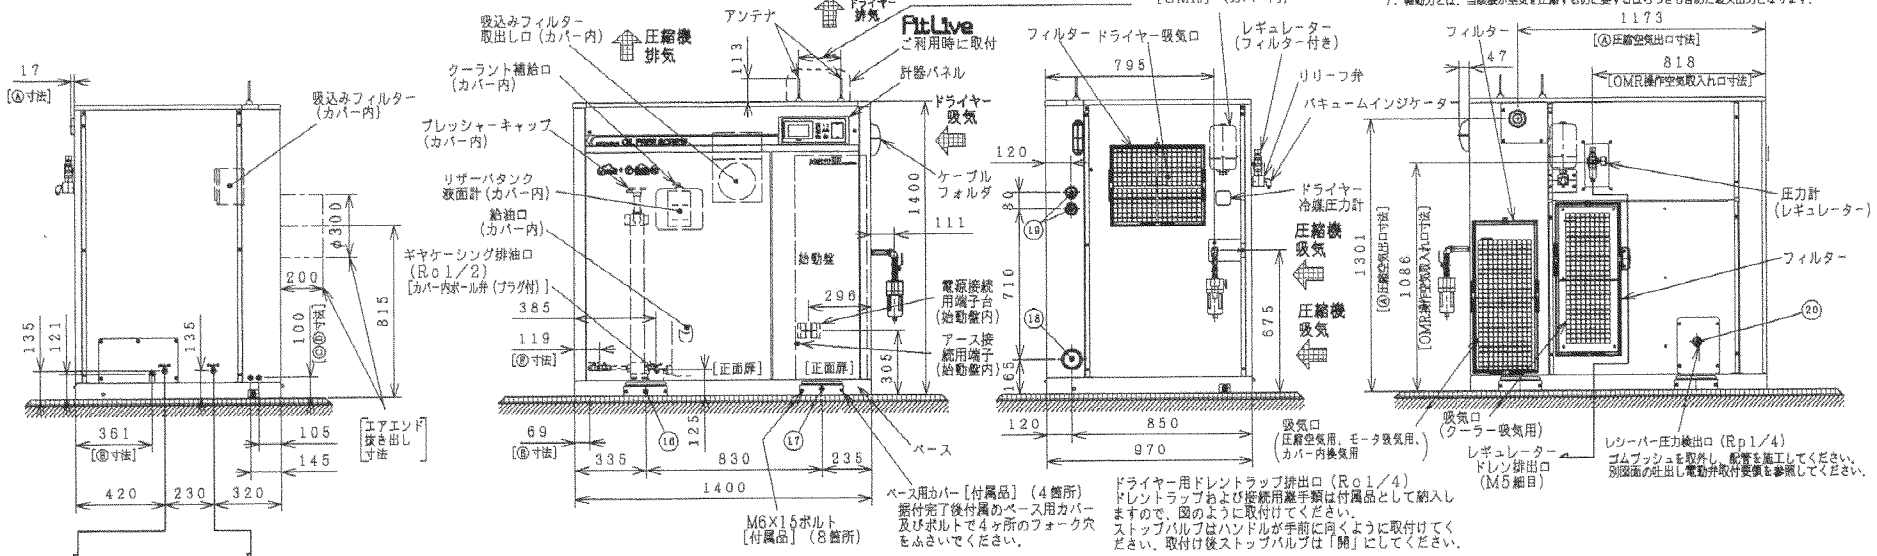 アンテナ
ドライヤー
排気
吸込みフィルター
取出し口(カバー内)
圧縮機
排気
FitLive
ご利用時に取付
113
クーラント補給口
(カバー内)
計器パネル
プレッシャーキャップ
(カバー内)
リザーバタンク
液面計(カバー内)
給油口
(カバー内)
ギヤケーシング排油口
(Rc1/2)
[カバー内ボール弁(プラグ付)]
17
[Ⓐ寸法]
吸込みフィルター
(カバー内)
φ300
200
815
100
[ⒸⒹ寸法]
135
121
135
361
[Ⓑ寸法]
105
145
420
230
320
[エアエンド
抜き出し
寸法]
ドライヤー
吸気
ケーブル
フォルダ
1400
111
始動盤
296
電源接続
用端子台
(始動盤内)
アース接
続用端子
(始動盤内)
305
385
119
[Ⓕ寸法]
[正面扉]
[正面扉]
69
[Ⓔ寸法]
⑯
125
⑰
ベース
335
830
235
1400
M6×15ボルト
[付属品](8箇所)
ベース用カバー[付属品](4箇所)
据付完了後付属のベース用カバー
及びボルトで4ヶ所のフォーク穴
をふさいでください。
フィルター
ドライヤー吸気口
レギュレーター
(フィルター付き)
リリーフ弁
バキュームインジケータ
795
120
80
⑲
710
⑱
165
ドライヤー
冷媒圧力計
圧縮機
吸気
圧縮機
吸気
675
120
850
970
吸気口
(圧縮空気用、モータ吸気用、
カバー内換気用)
ドライヤー用ドレントラップ排出口(Rc1/4)
ドレントラップおよび接続用継手類は付属品として納入し
ますので、図のように取付けてください。
ストップバルブはハンドルが手前に向くように取付けてく
ださい。取付け後ストップバルブは「開」にしてください。
1173
[Ⓐ圧縮空気出口寸法]
フィルター
47
818
[OMR操作空気取入れ口寸法]
1301
[Ⓐ圧縮空気出口寸法]
1086
[OMR操作空気取入れ口寸法]
圧力計
(レギュレーター)
フィルター
⑳
吸気口
(クーラー吸気用)
レギュレーター
ドレン排出口
(M5細目)
レシーバー圧力検出口(Rp1/4)
ゴムブッシュを取外し、配管を施工してください。
別図面の吐出し電動弁取付要領を参照してください。